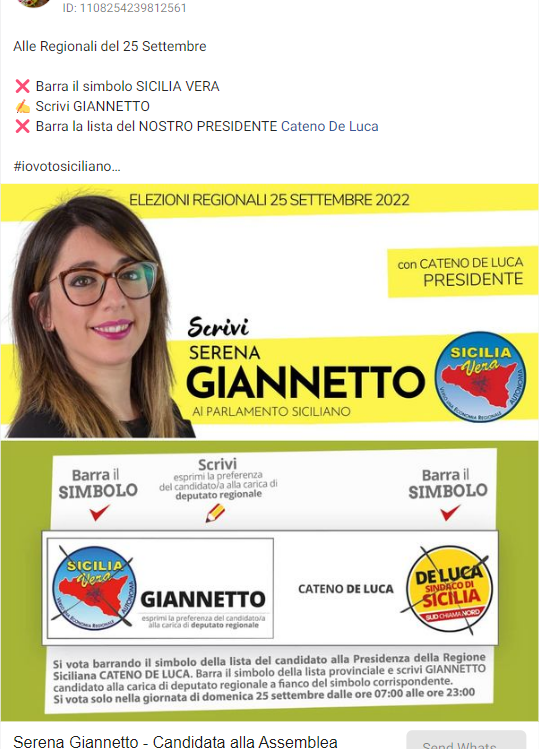 ID: 1108254239812561
Alle Regionali del 25 Settembre
❌ Barra il simbolo SICILIA VERA
✍️ Scrivi GIANNETTO
❌ Barra la lista del NOSTRO PRESIDENTE Cateno De Luca
#iovotosiciliano…
ELEZIONI REGIONALI 25 SETTEMBRE 2022
con CATENO DE LUCA
PRESIDENTE
Scrivi
SERENA
GIANNETTO
Al PARLAMENTO SICILIANO
SICILIA
Vera
AUTONOMIA
Barra il
SIMBOLO
Scrivi
esprimi la preferenza
del candidato/a alla carica di
deputato regionale
Barra il
SIMBOLO
SICILIA
Vera
AUTONOMIA
GIANNETTO
esprimi la preferenza del candidato/a
alla carica di deputato regionale
CATENO DE LUCA
DE LUCA
SINDACO DI
SICILIA
SUD CHIAMA NORD
Si vota barrando il simbolo della lista del candidato alla Presidenza della Regione
Siciliana CATENO DE LUCA. Barra il simbolo della lista provinciale e scrivi GIANNETTO
candidato alla carica di deputato regionale a fianco del simbolo corrispondente.
Si vota solo nella giornata di domenica 25 settembre dalle ore 07:00 alle ore 23:00
Serena Giannetto - Candidata alla Assemblea
Send Whats